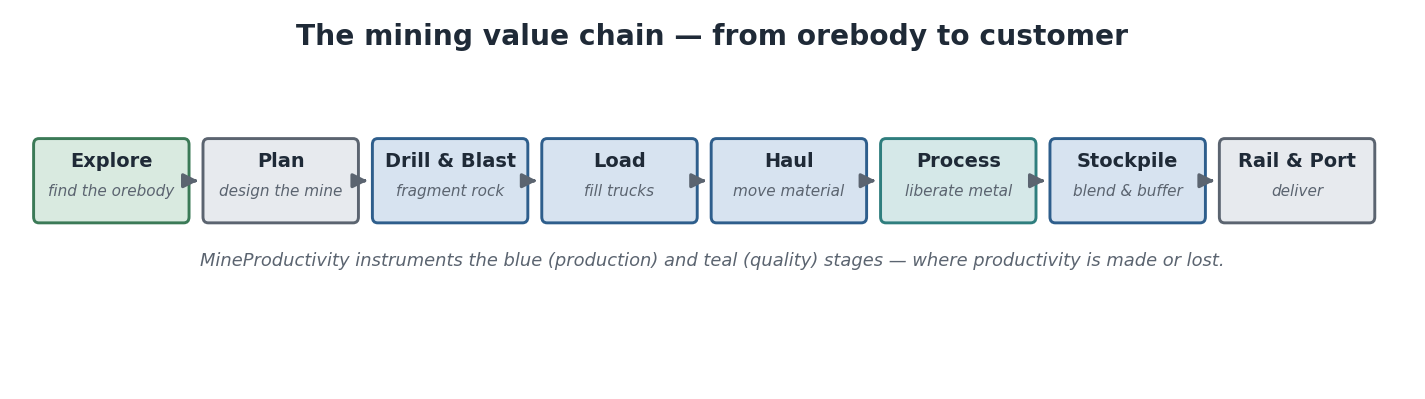 The mining value chain — from orebody to customer
Explore
find the orebody
Plan
design the mine
Drill & Blast
fragment rock
Load
fill trucks
Haul
move material
Process
liberate metal
Stockpile
blend & buffer
Rail & Port
deliver
MineProductivity instruments the blue (production) and teal (quality) stages — where productivity is made or lost.